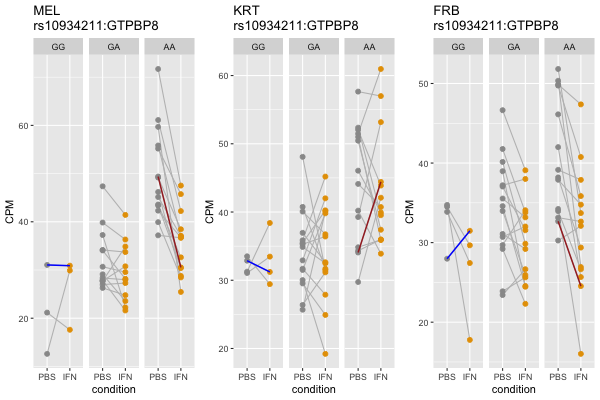 MEL
rs10934211:GTPBP8
GG GA AA
60
40
20
CPM
PBS IFN PBS IFN PBS IFN
condition
KRT
rs10934211:GTPBP8
GG GA AA
60
50
40
30
20
CPM
PBS IFN PBS IFN PBS IFN
condition
FRB
rs10934211:GTPBP8
GG GA AA
50
40
30
20
CPM
PBS IFN PBS IFN PBS IFN
condition